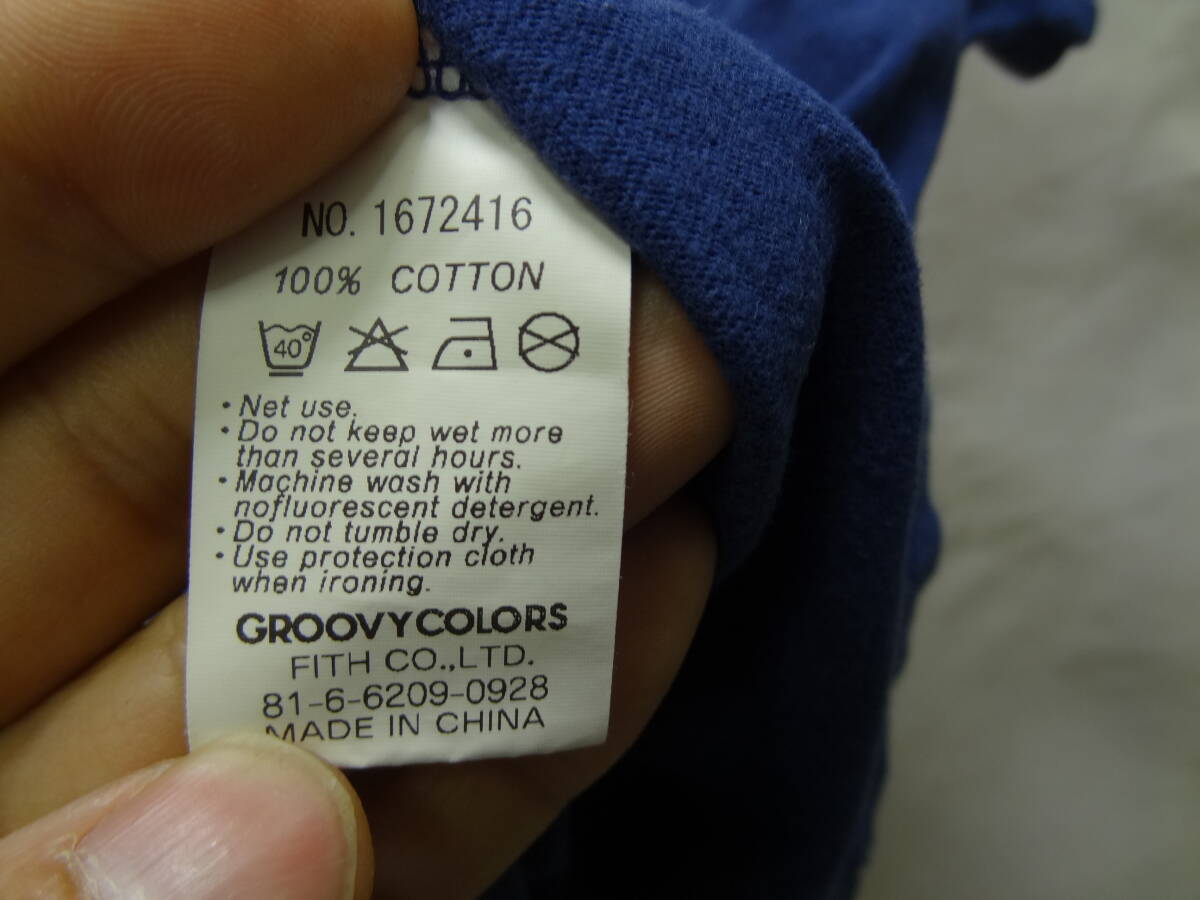 NO. 1672416
100% COTTON
40°
・Net use.
・Do not keep wet more
than several hours.
・Machine wash with
nofluorescent detergent.
・Do not tumble dry.
・Use protection cloth
when ironing.
GROOVYCOLORS
FITH CO.,LTD.
81-6-6209-0928
MADE IN CHINA